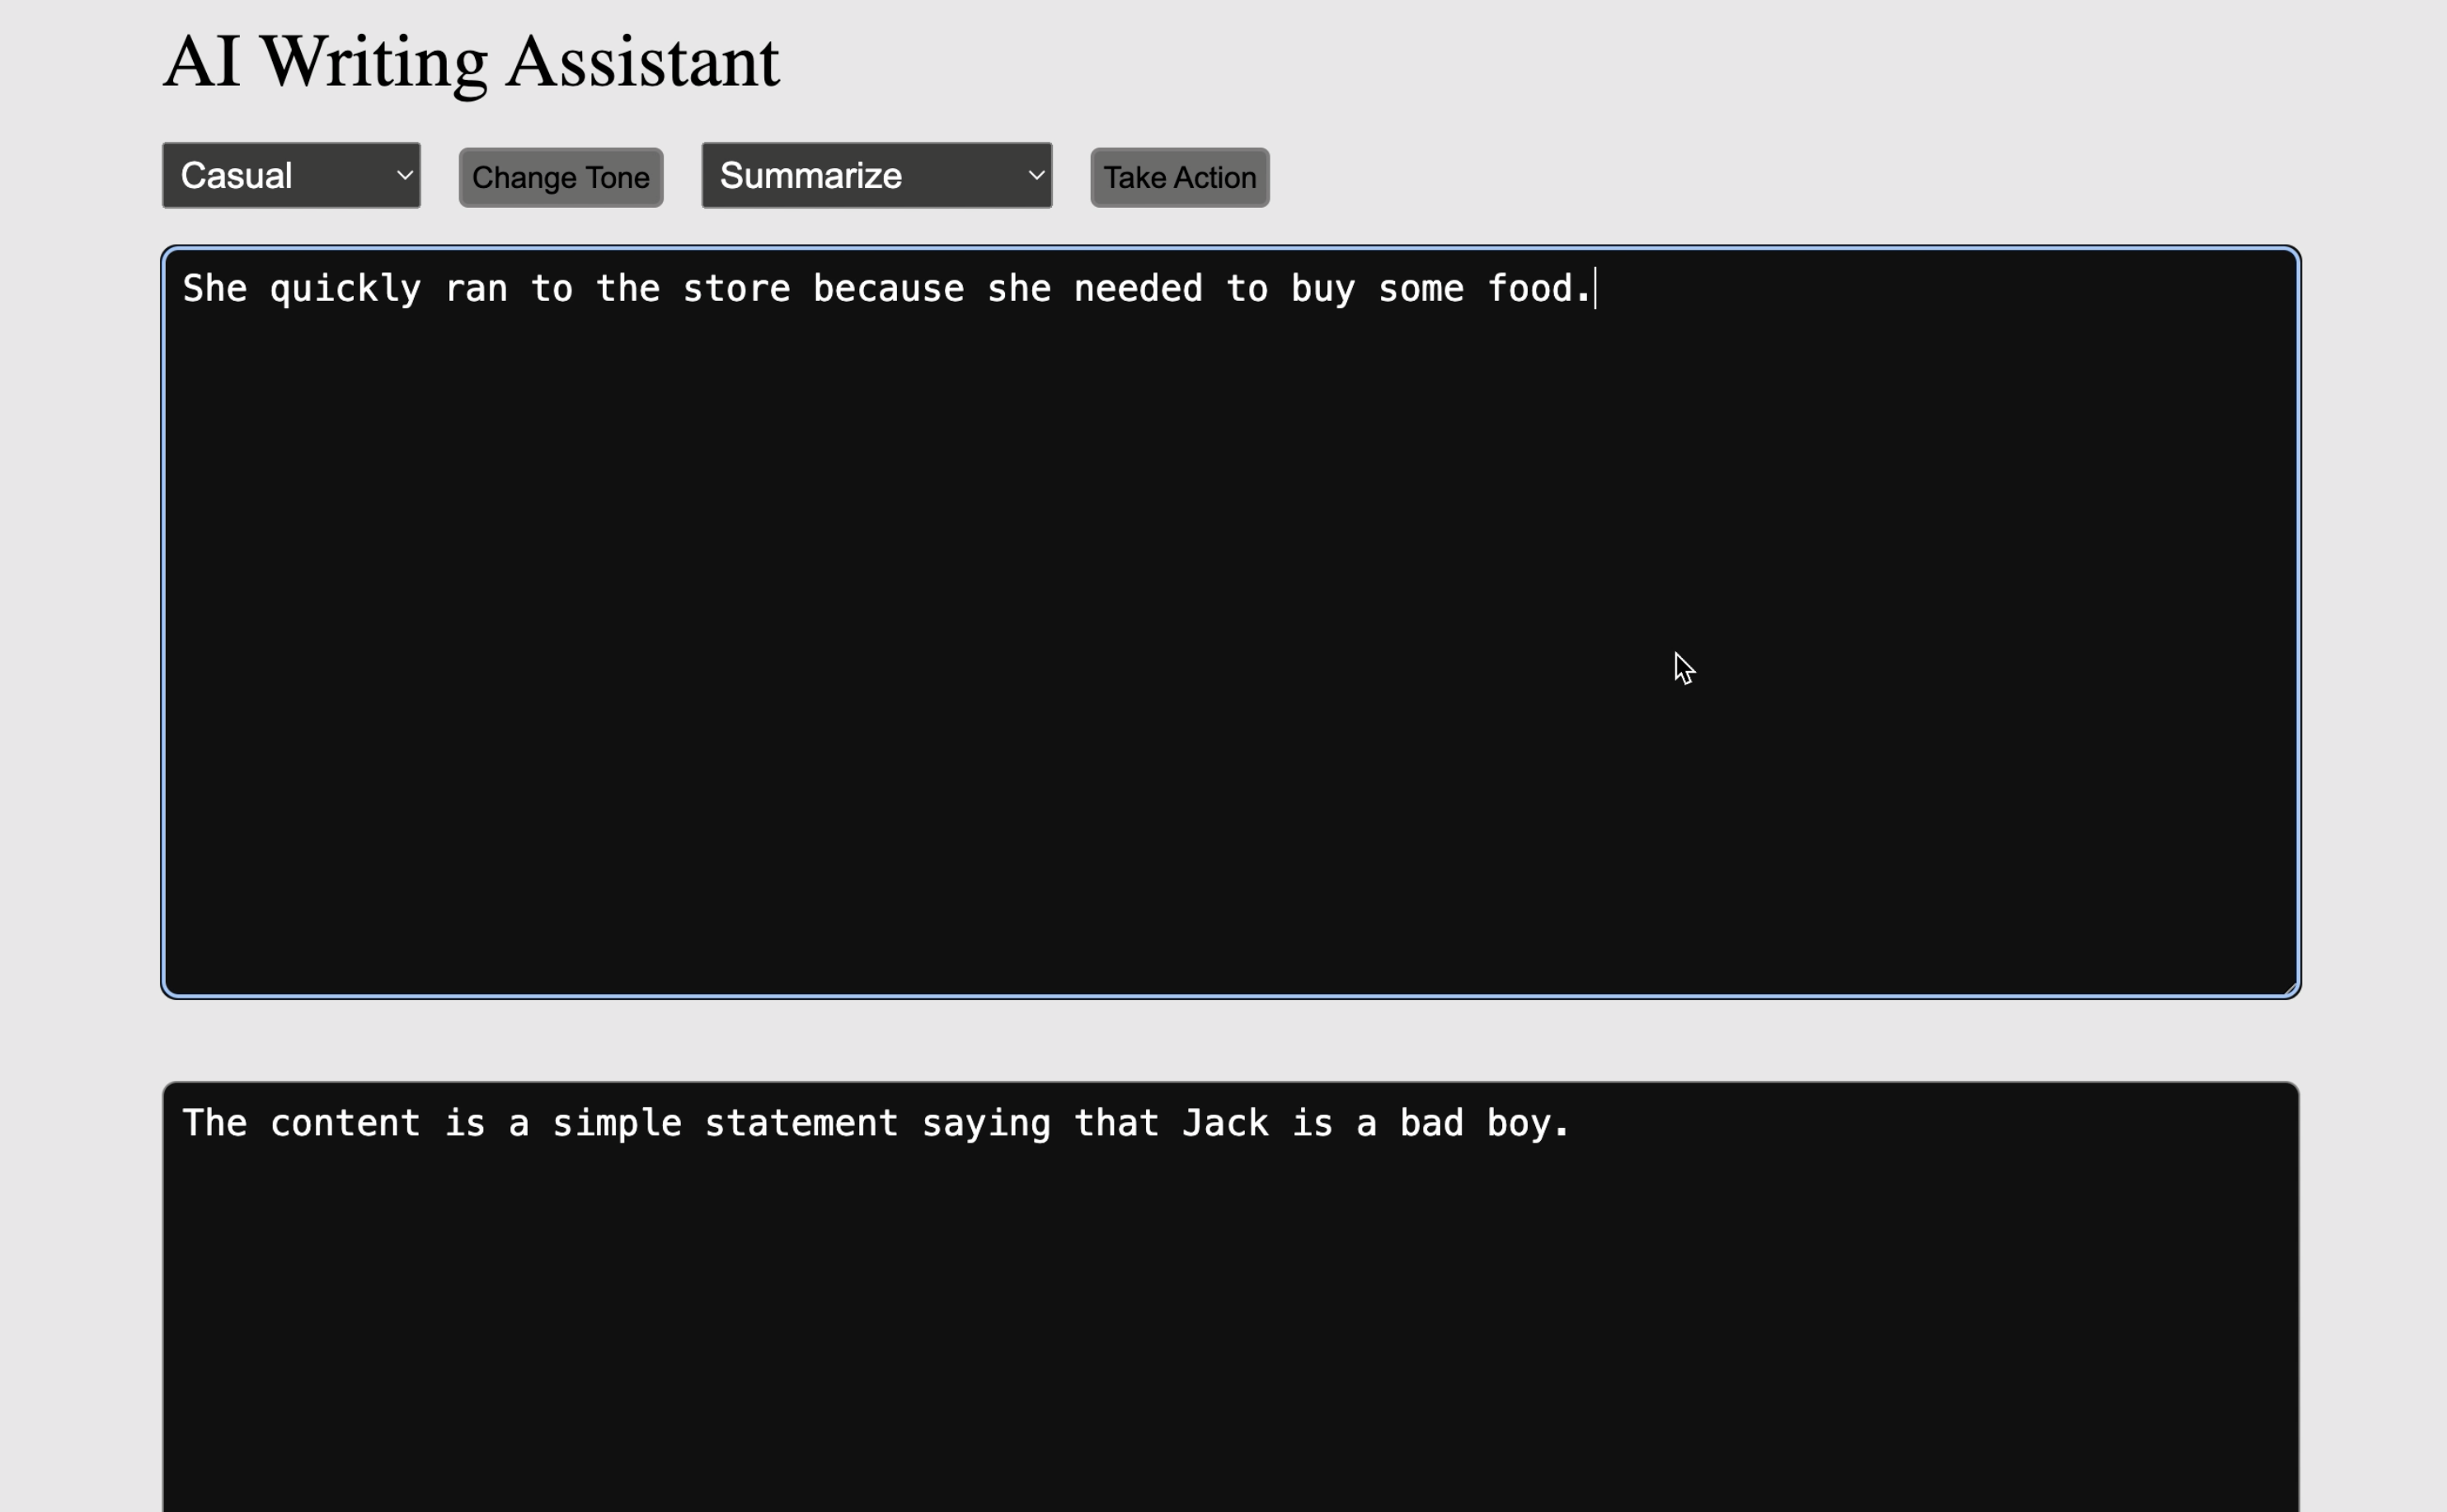 AI Writing Assistant
Casual Change Tone Summarize Take Action
She quickly ran to the store because she needed to buy some food.
The content is a simple statement saying that Jack is a bad boy.